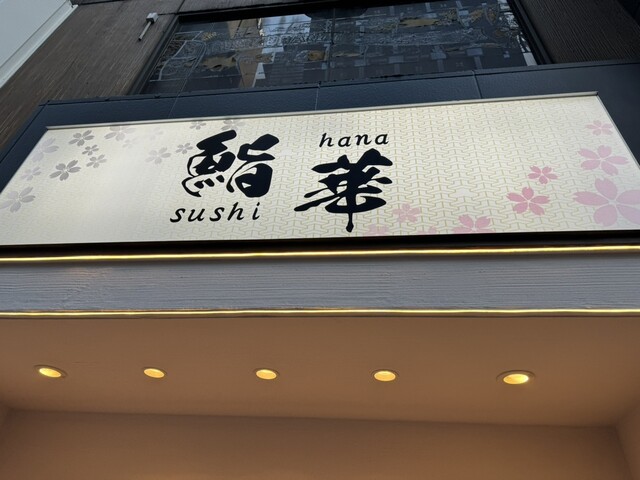 鮨
sushi
hana
華